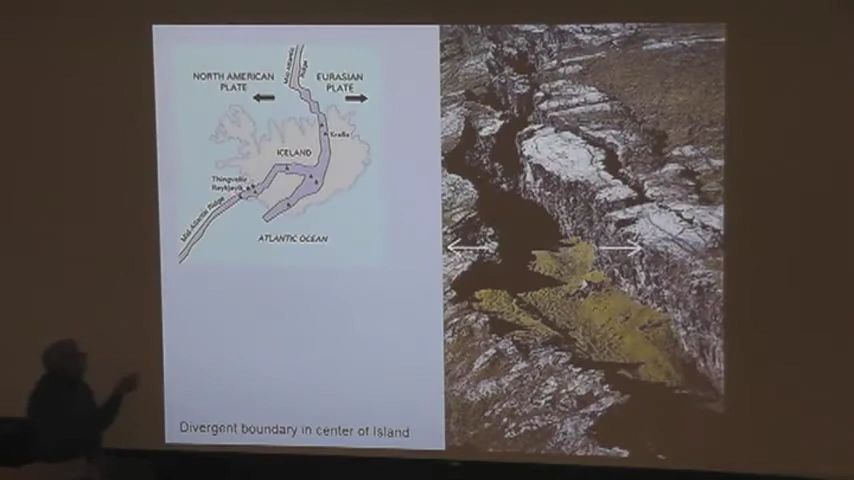 Mid-Atlantic
Ridge
NORTH AMERICAN
PLATE
EURASIAN
PLATE
Krafla
ICELAND
Thingvellir
Reykjavik
Mid-Atlantic Ridge
ATLANTIC OCEAN
Divergent boundary in center of Island